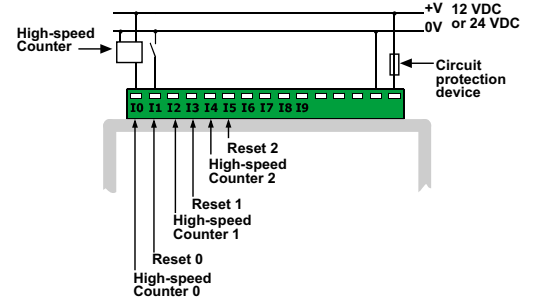 +V 12 VDC
0V or 24 VDC
High-speed
Counter
Circuit
protection
device
I0 I1 I2 I3 I4 I5 I6 I7 I8 I9
Reset 2
High-speed
Counter 2
Reset 1
High-speed
Counter 1
Reset 0
High-speed
Counter 0